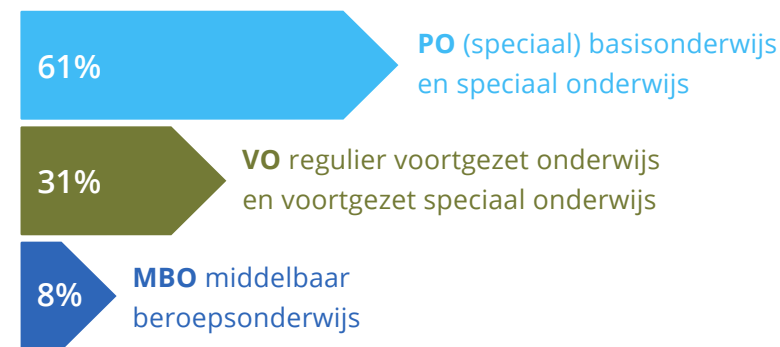 61%
PO (speciaal) basisonderwijs
en speciaal onderwijs
31%
VO regulier voortgezet onderwijs
en voortgezet speciaal onderwijs
8%
MBO middelbaar
beroepsonderwijs